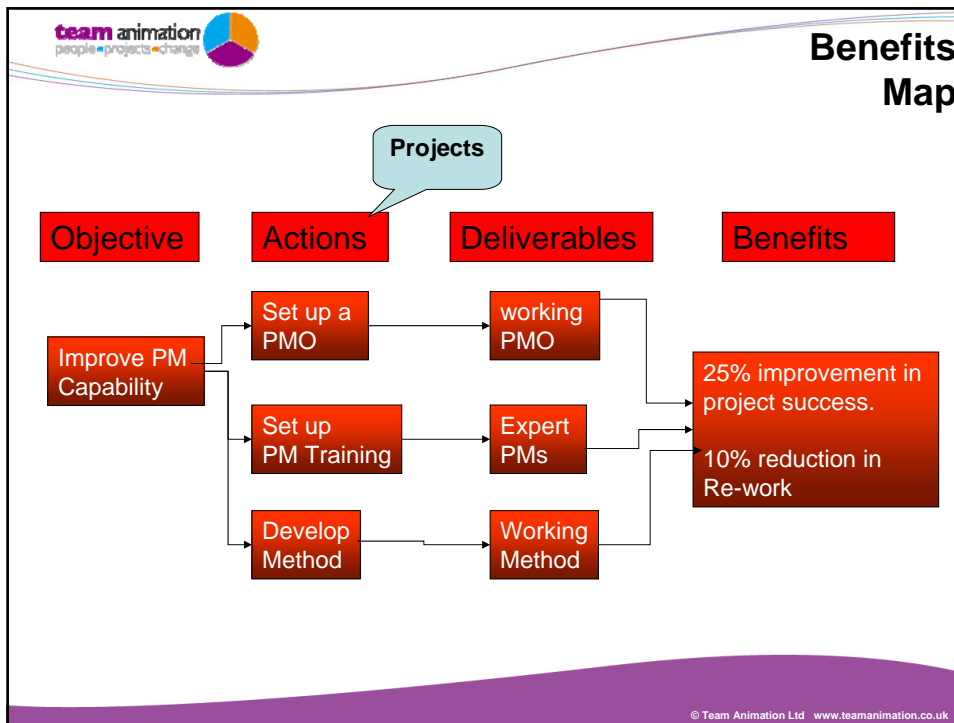 team animation
people•projects•change
Benefits
Map
Projects
Objective
Actions
Deliverables
Benefits
Improve PM
Capability
Set up a
PMO
working
PMO
Set up
PM Training
Expert
PMs
Develop
Method
Working
Method
25% improvement in
project success.
10% reduction in
Re-work
© Team Animation Ltd www.teamanimation.co.uk